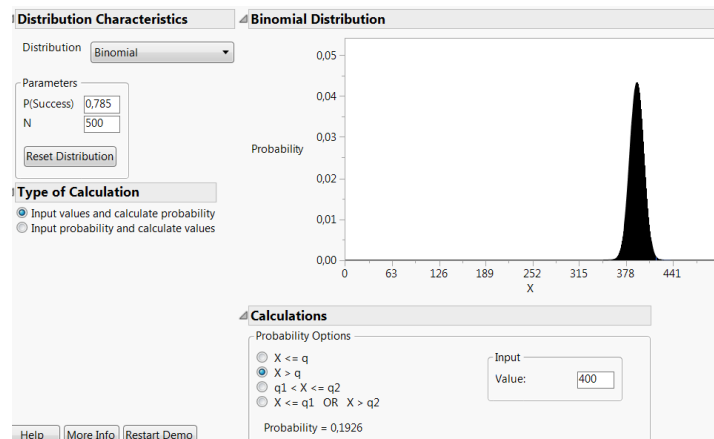 Distribution Characteristics
Distribution Binomial
Parameters
P(Success) 0,785
N 500
Reset Distribution
Type of Calculation
Input values and calculate probability
Input probability and calculate values
Help More Info Restart Demo
Binomial Distribution
0,05
0,04
0,03
Probability
0,02
0,01
0,00
0 63 126 189 252 315 378 441
X
Calculations
Probability Options
X <= q
X > q
q1 < X <= q2
X <= q1 OR X > q2
Input
Value: 400
Probability = 0,1926